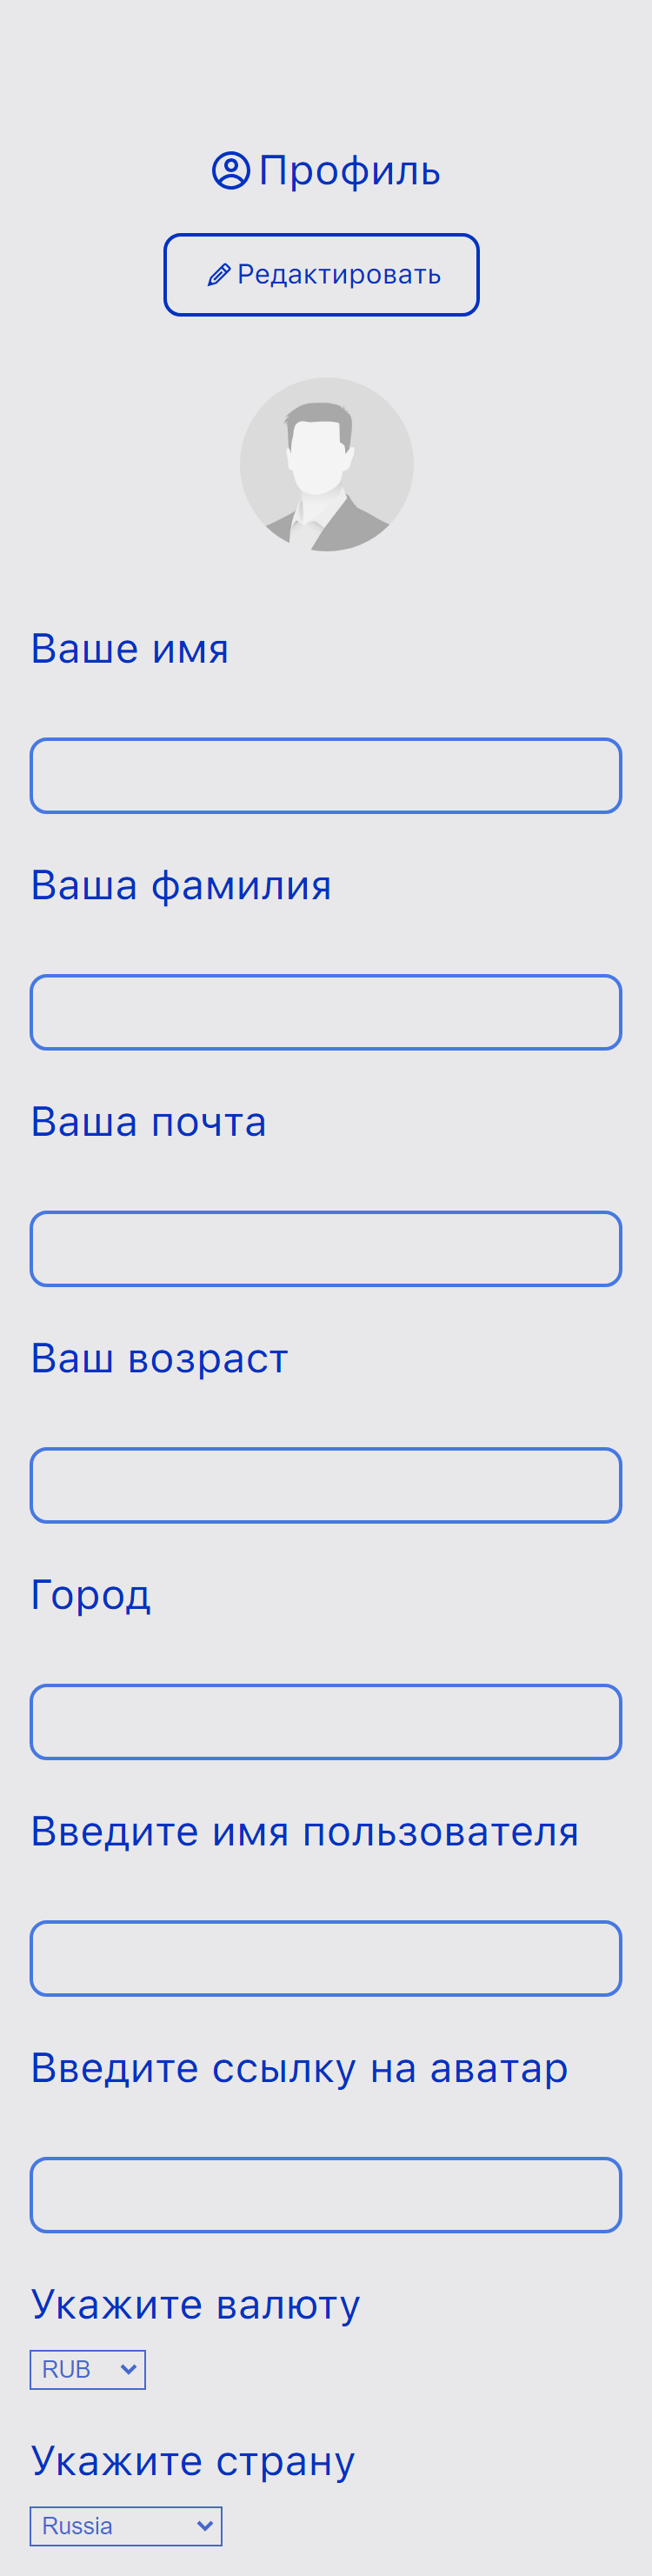 Профиль
Редактировать
Ваше имя
Ваша фамилия
Ваша почта
Ваш возраст
Город
Введите имя пользователя
Введите ссылку на аватар
Укажите валюту
RUB
Укажите страну
Russia